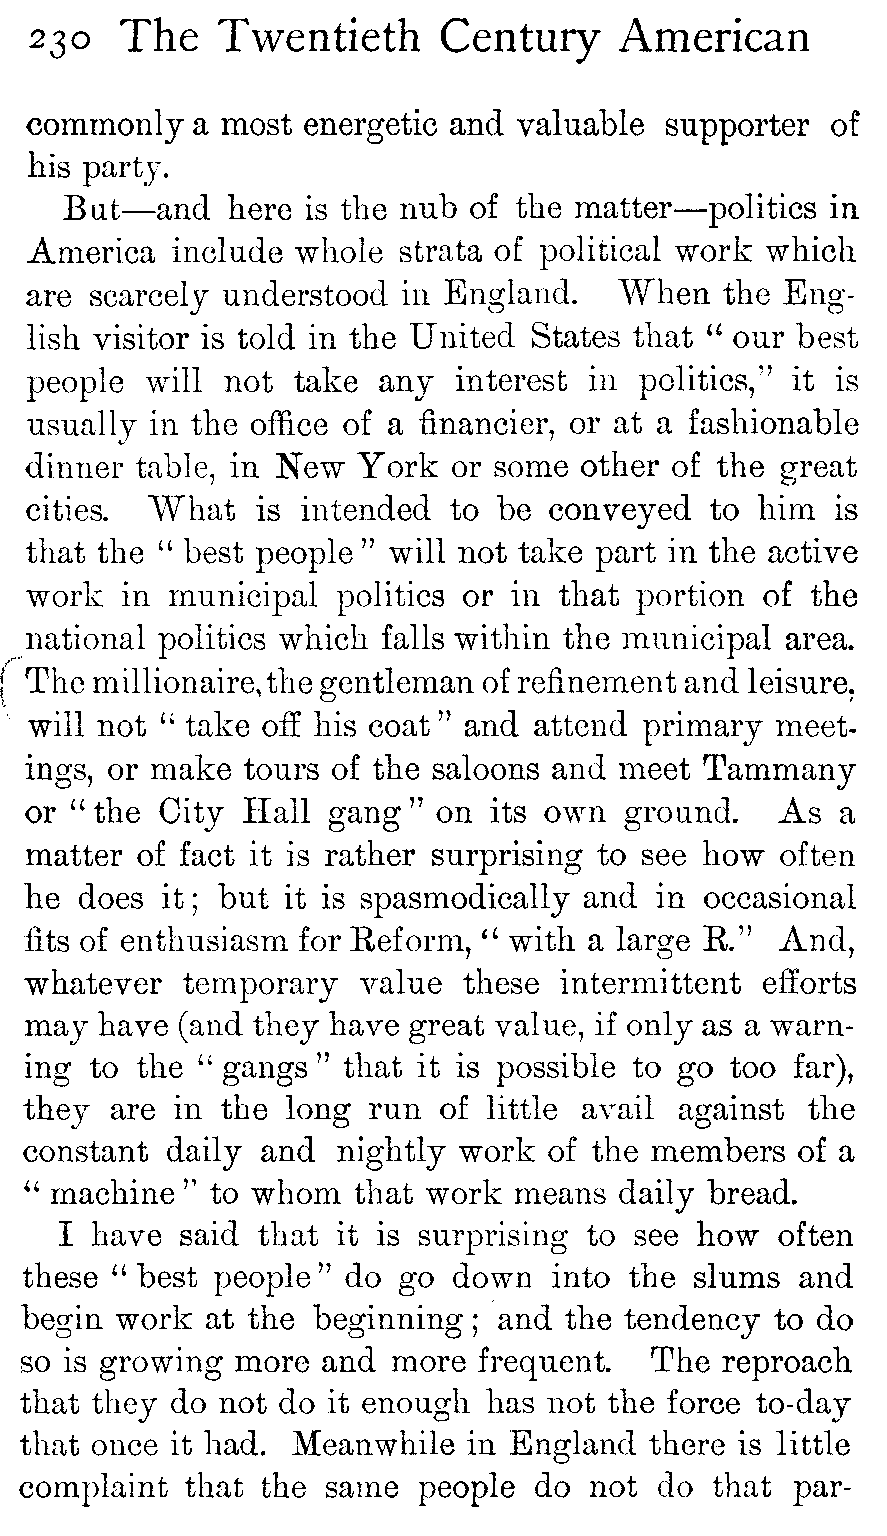 230 The Twentieth Century American
commonly a most energetic and valuable supporter of
his party.
But—and here is the nub of the matter—politics in
America include whole strata of political work which
are scarcely understood in England. When the Eng-
lish visitor is told in the United States that “ our best
people will not take any interest in politics,” it is
usually in the office of a financier, or at a fashionable
dinner table, in New York or some other of the great
cities. What is intended to be conveyed to him is
that the “ best people ” will not take part in the active
work in municipal politics or in that portion of the
national politics which falls within the municipal area.
The millionaire, the gentleman of refinement and leisure,
will not “ take off his coat ” and attend primary meet-
ings, or make tours of the saloons and meet Tammany
or “ the City Hall gang ” on its own ground. As a
matter of fact it is rather surprising to see how often
he does it ; but it is spasmodically and in occasional
fits of enthusiasm for Reform, “ with a large R.” And,
whatever temporary value these intermittent efforts
may have (and they have great value, if only as a warn-
ing to the “ gangs ” that it is possible to go too far),
they are in the long run of little avail against the
constant daily and nightly work of the members of a
“ machine ” to whom that work means daily bread.
I have said that it is surprising to see how often
these “ best people ” do go down into the slums and
begin work at the beginning ; and the tendency to do
so is growing more and more frequent. The reproach
that they do not do it enough has not the force to-day
that once it had. Meanwhile in England there is little
complaint that the same people do not do that par-